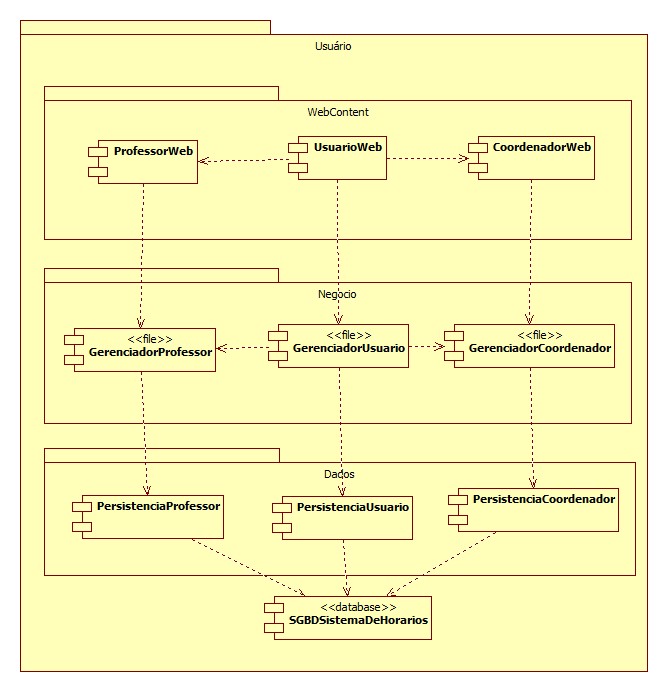 Usuário
WebContent
ProfessorWeb
UsuarioWeb
CoordenadorWeb
Negocio
<<file>>
GerenciadorProfessor
<<file>>
GerenciadorUsuario
<<file>>
GerenciadorCoordenador
Dados
PersistenciaProfessor
PersistenciaUsuario
PersistenciaCoordenador
<<database>>
SGBDSistemaDeHorarios